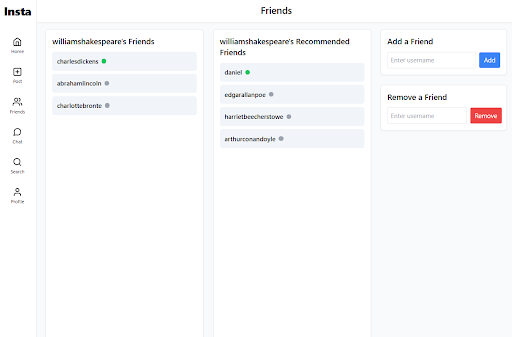 Insta
Friends
Home
Post
Friends
Chat
Search
Profile
williamshakespeare's Friends
charlesdickens
abrahamlincoln
charlottebronte
williamshakespeare's Recommended
Friends
daniel
edgarallanpoe
harrietbeecherstowe
arthurconandoyle
Add a Friend
Enter username
Add
Remove a Friend
Enter username
Remove